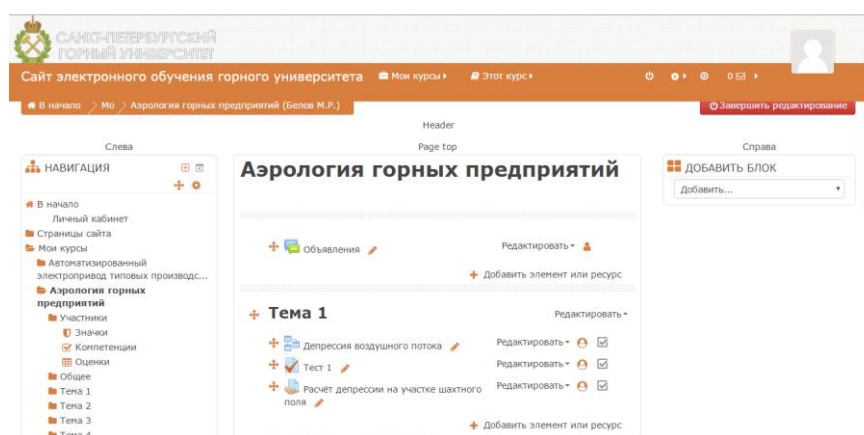 САНКТ-ПЕТЕРБУРГСКИЙ
ГОРНЫЙ УНИВЕРСИТЕТ
Сайт электронного обучения горного университета Мои курсы Этот курс 0
В начало Мо Аэрология горных предприятий (Белов М.Р.) Завершить редактирование
Header
Слева Page top Справа
НАВИГАЦИЯ
В начало
Личный кабинет
Страницы сайта
Мои курсы
Автоматизированный
электропривод типовых производс...
Аэрология горных
предприятий
Участники
Значки
Компетенции
Оценки
Общее
Тема 1
Тема 2
Тема 3
Тема 4
Аэрология горных предприятий
Объявления Редактировать
Добавить элемент или ресурс
Тема 1 Редактировать
Депрессия воздушного потока Редактировать
Тест 1 Редактировать
Расчёт депрессии на участке шахтного Редактировать
поля
Добавить элемент или ресурс
ДОБАВИТЬ БЛОК
Добавить...